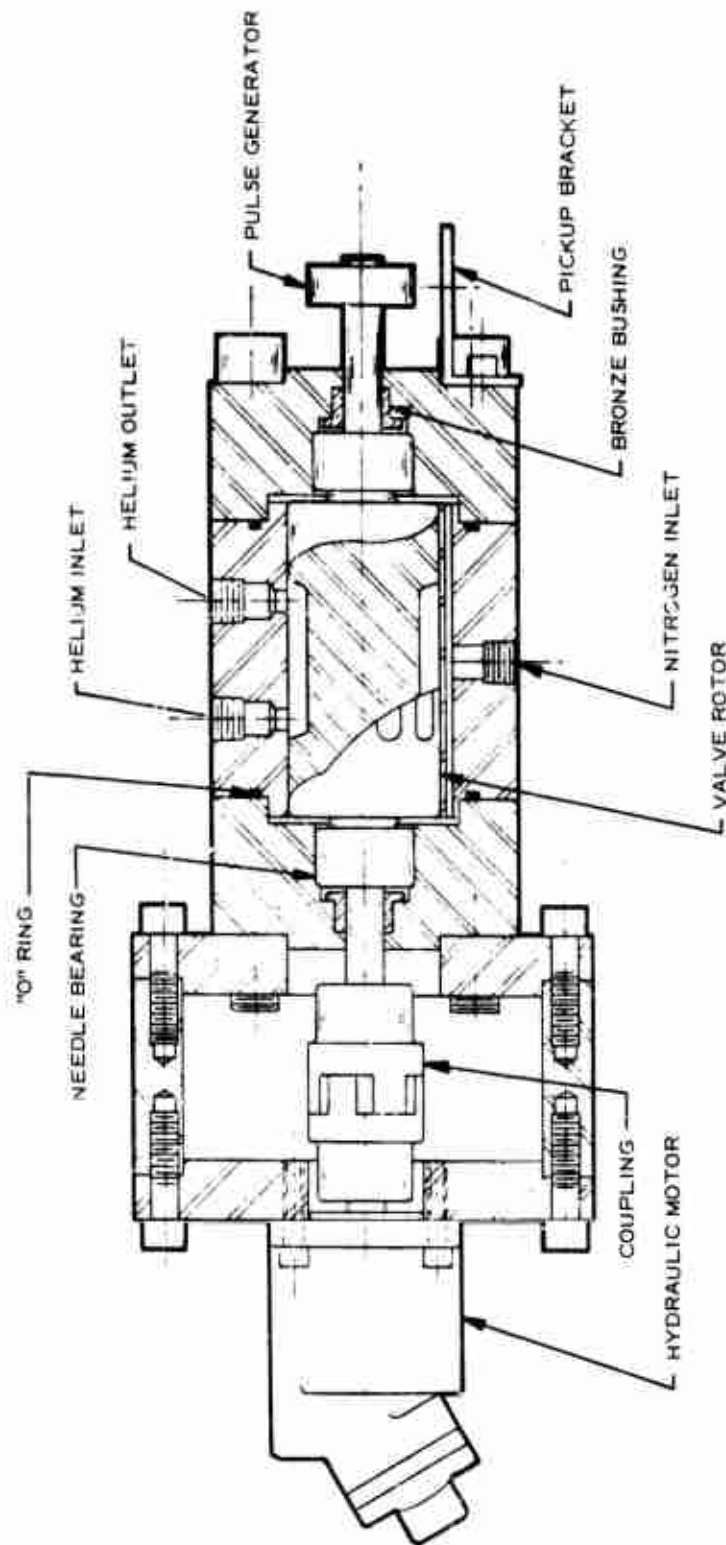 "O" RING
NEEDLE BEARING
HELIUM INLET
HELIUM OUTLET
PULSE GENERATOR
HYDRAULIC MOTOR
COUPLING
VALVE ROTOR
NITROGEN INLET
BRONZE BUSHING
PICKUP BRACKET